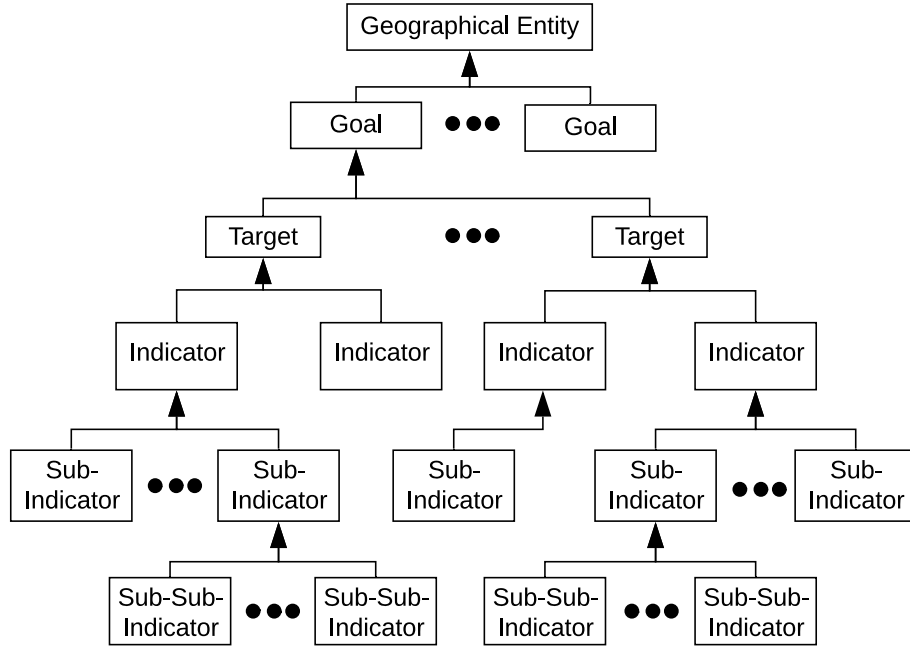 Geographical Entity
Goal
Goal
Target
Target
Indicator
Indicator
Indicator
Indicator
Sub-
Indicator
Sub-
Indicator
Sub-
Indicator
Sub-
Indicator
Sub-
Indicator
Sub-Sub-
Indicator
Sub-Sub-
Indicator
Sub-Sub-
Indicator
Sub-Sub-
Indicator